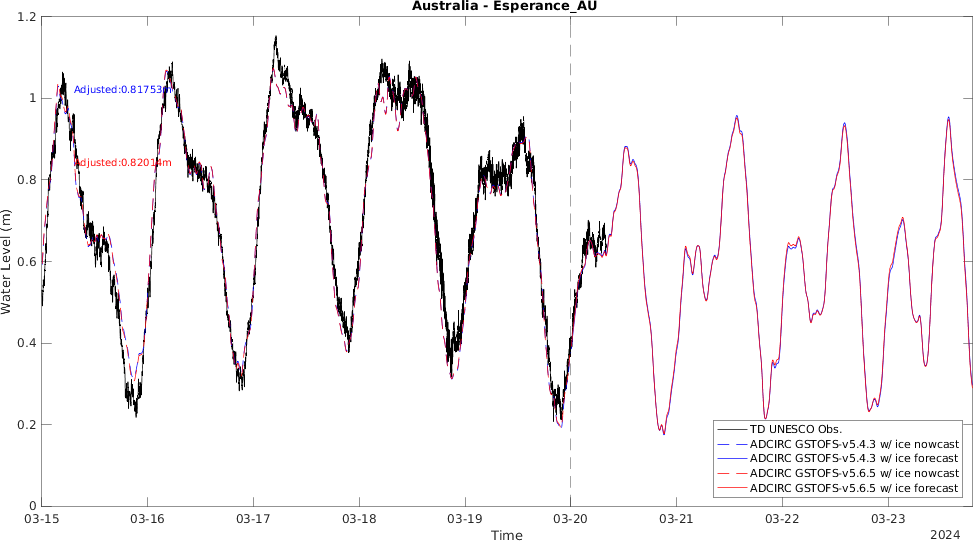 Australia - Esperance_AU
1.2
1
0.8
0.6
0.4
0.2
0
Water Level (m)
Adjusted:0.81753m
Adjusted:0.82014m
TD UNESCO Obs.
ADCIRC GSTOFS-v5.4.3 w/ ice nowcast
ADCIRC GSTOFS-v5.4.3 w/ ice forecast
ADCIRC GSTOFS-v5.6.5 w/ ice nowcast
ADCIRC GSTOFS-v5.6.5 w/ ice forecast
03-15 03-16 03-17 03-18 03-19 03-20 03-21 03-22 03-23
Time
2024